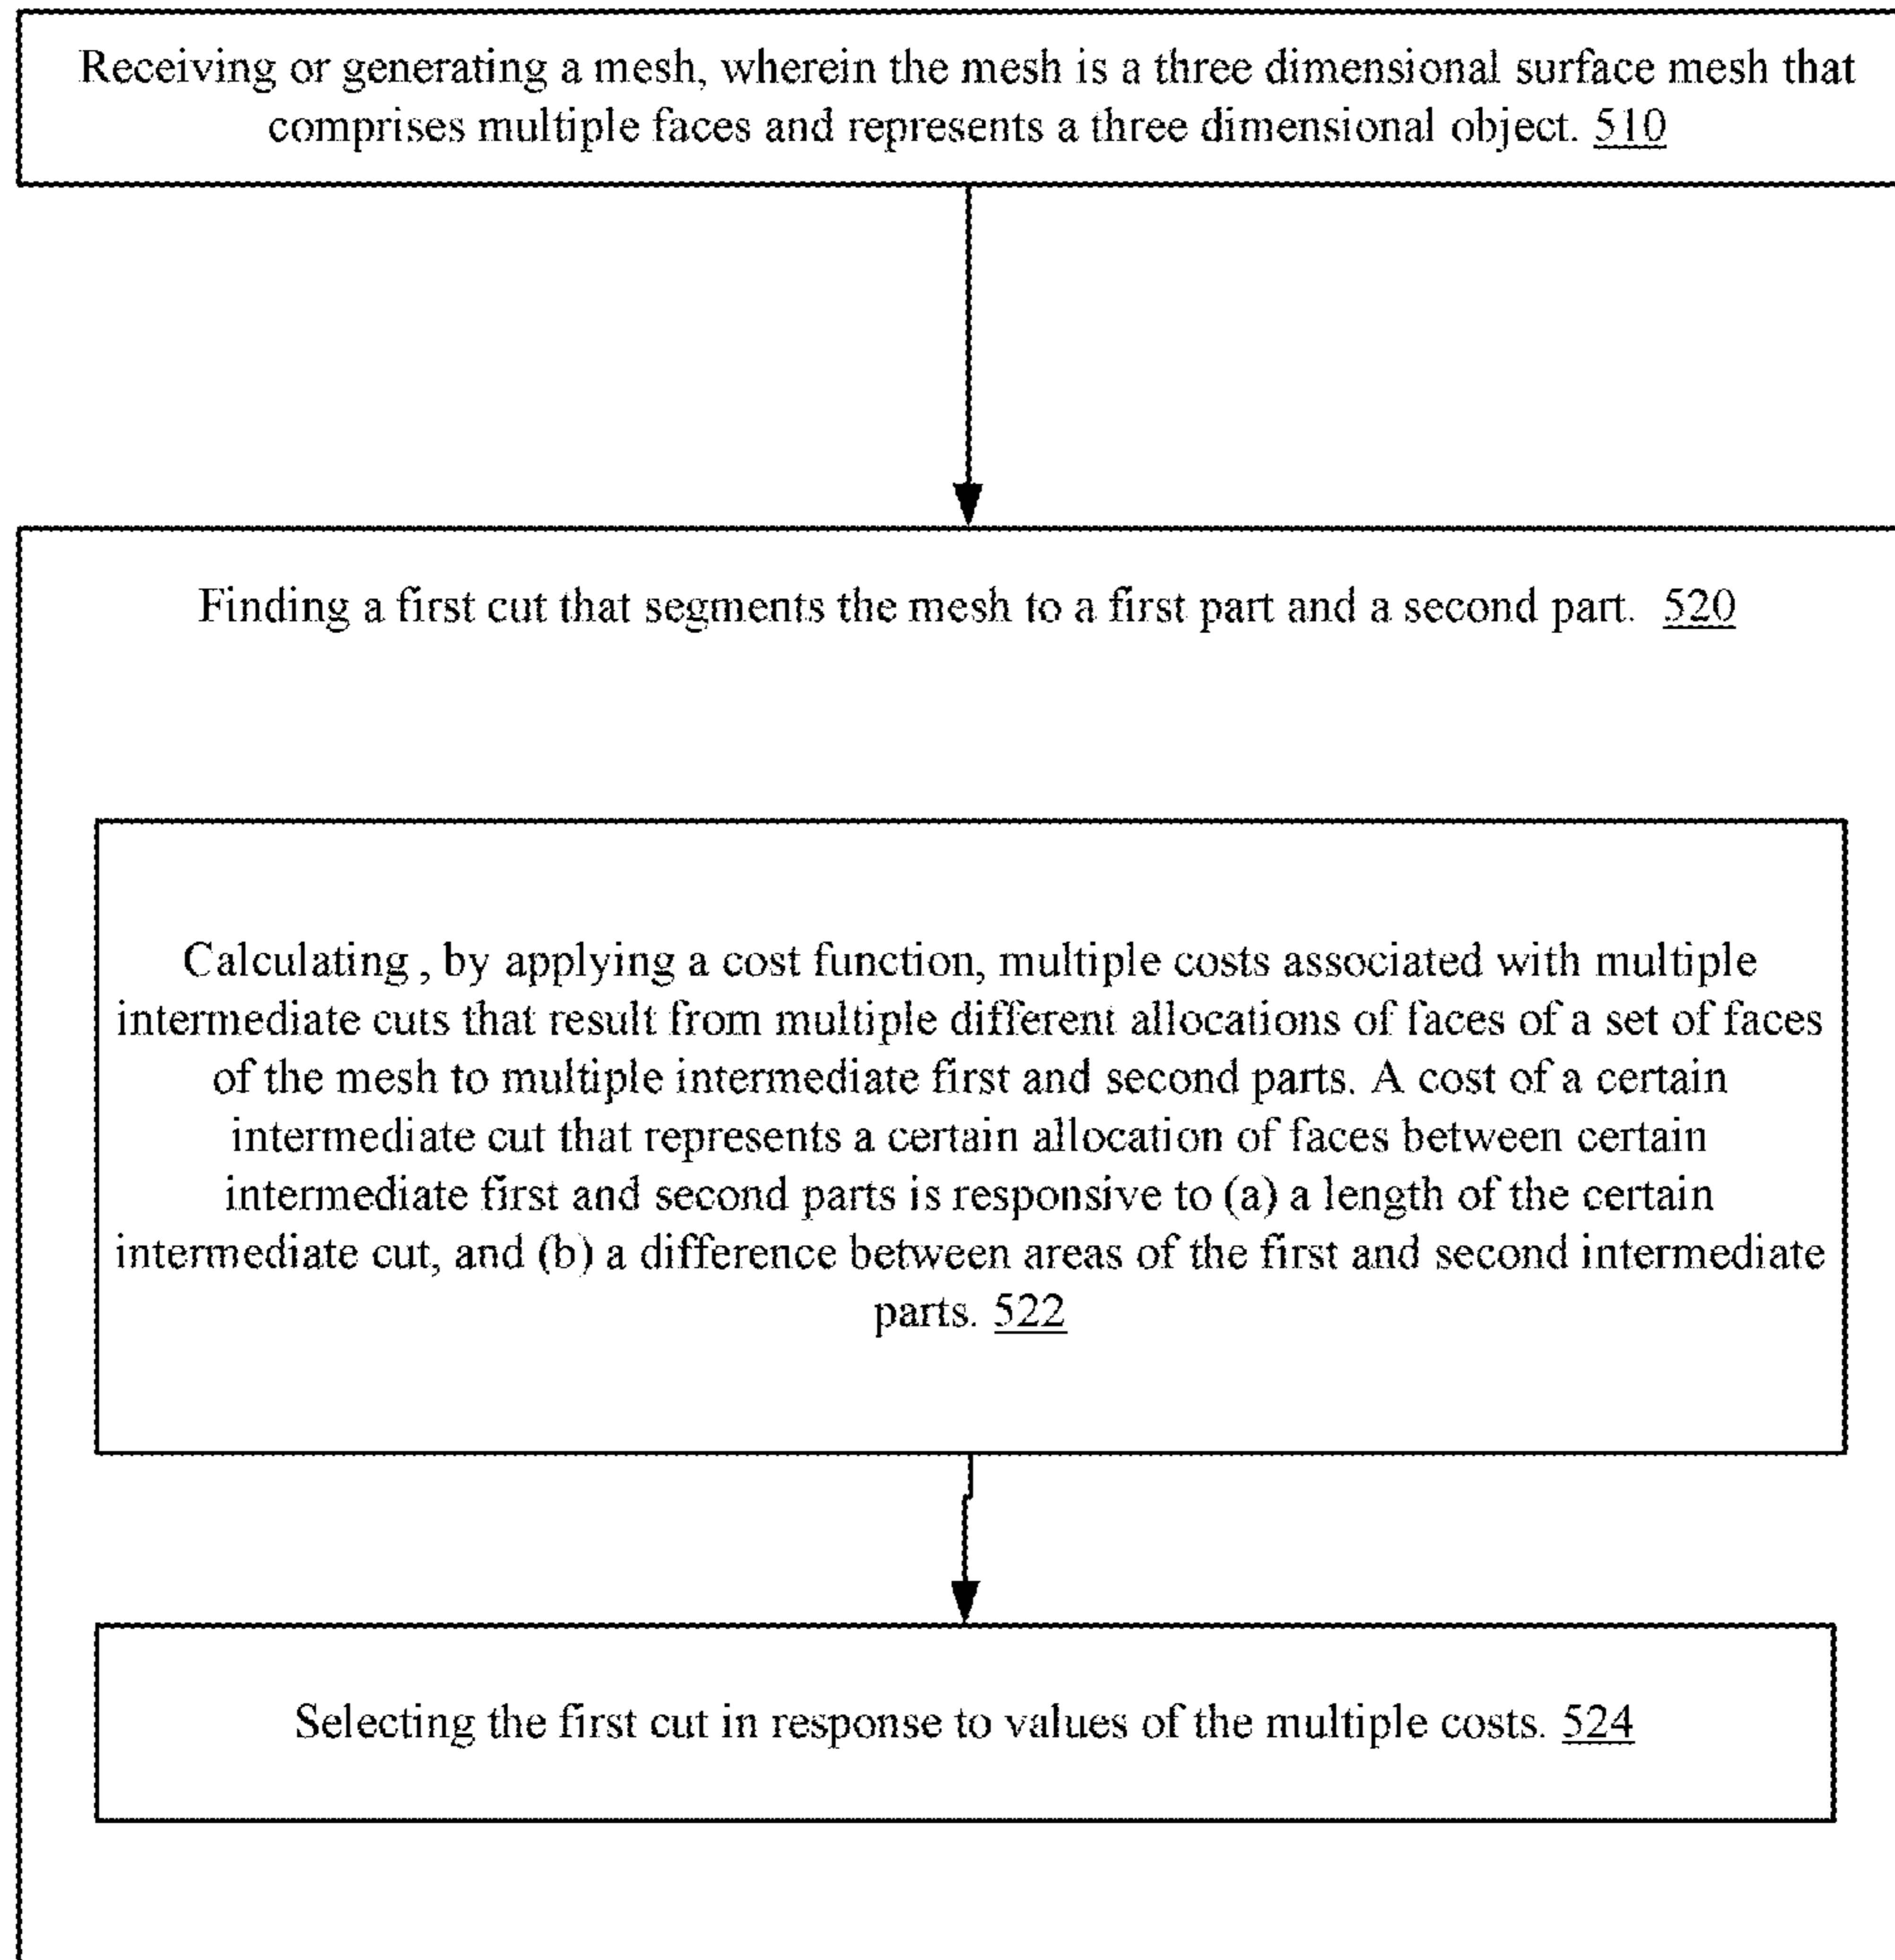 Receiving or generating a mesh, wherein the mesh is a three dimensional surface mesh that
comprises multiple faces and represents a three dimensional object. 510
Finding a first cut that segments the mesh to a first part and a second part. 520
Calculating , by applying a cost function, multiple costs associated with multiple
intermediate cuts that result from multiple different allocations of faces of a set of faces
of the mesh to multiple intermediate first and second parts. A cost of a certain
intermediate cut that represents a certain allocation of faces between certain
intermediate first and second parts is responsive to (a) a length of the certain
intermediate cut, and (b) a difference between areas of the first and second intermediate
parts. 522
Selecting the first cut in response to values of the multiple costs. 524